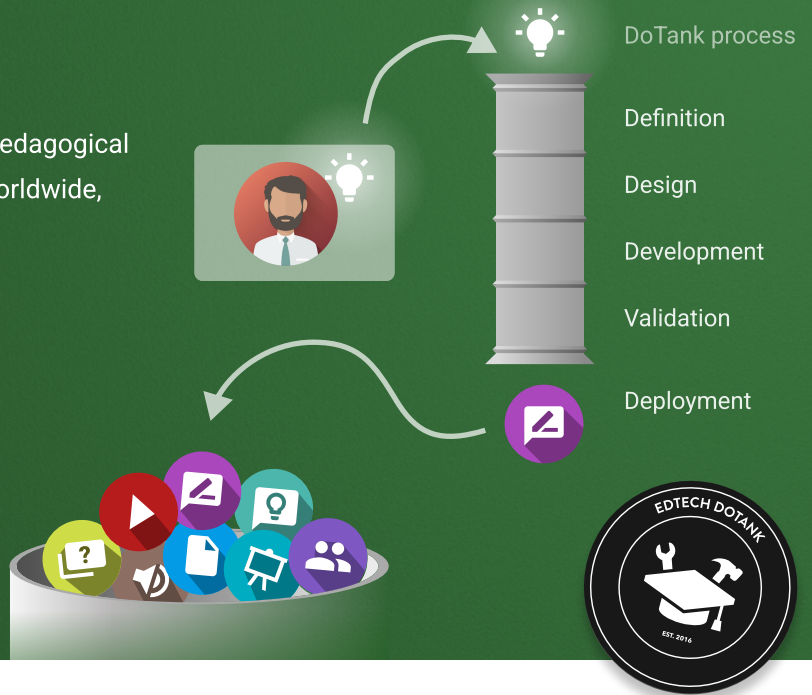 DoTank process
Definition
edagogical
Design
orldwide,
Development
Validation
Deployment
?
EDTECH DOTANK
EST. 2016